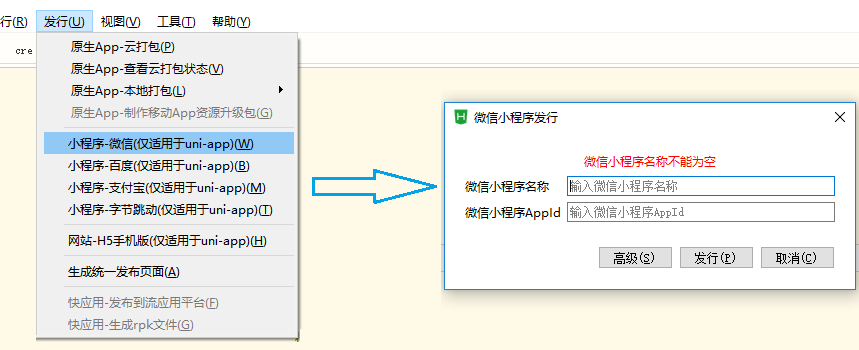 行(R) 发行(U) 视图(V) 工具(T) 帮助(Y)
cre
原生App-云打包(P)
原生App-查看云打包状态(V)
原生App-本地打包(L)
原生App-制作移动App资源升级包(G)
小程序-微信(仅适用于uni-app)(W)
小程序-百度(仅适用于uni-app)(B)
小程序-支付宝(仅适用于uni-app)(M)
小程序-字节跳动(仅适用于uni-app)(T)
网站-H5手机版(仅适用于uni-app)(H)
生成统一发布页面(A)
快应用-发布到流应用平台(F)
快应用-生成rpk文件(G)
H 微信小程序发行
微信小程序名称不能为空
微信小程序名称 输入微信小程序名称
微信小程序AppId 输入微信小程序AppId
高级(S) 发行(P) 取消(C)